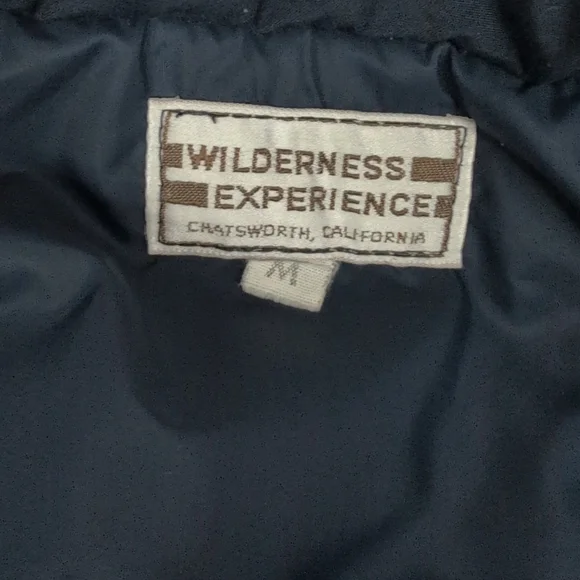 WILDERNESS
EXPERIENCE
CHATSWORTH, CALIFORNIA
M